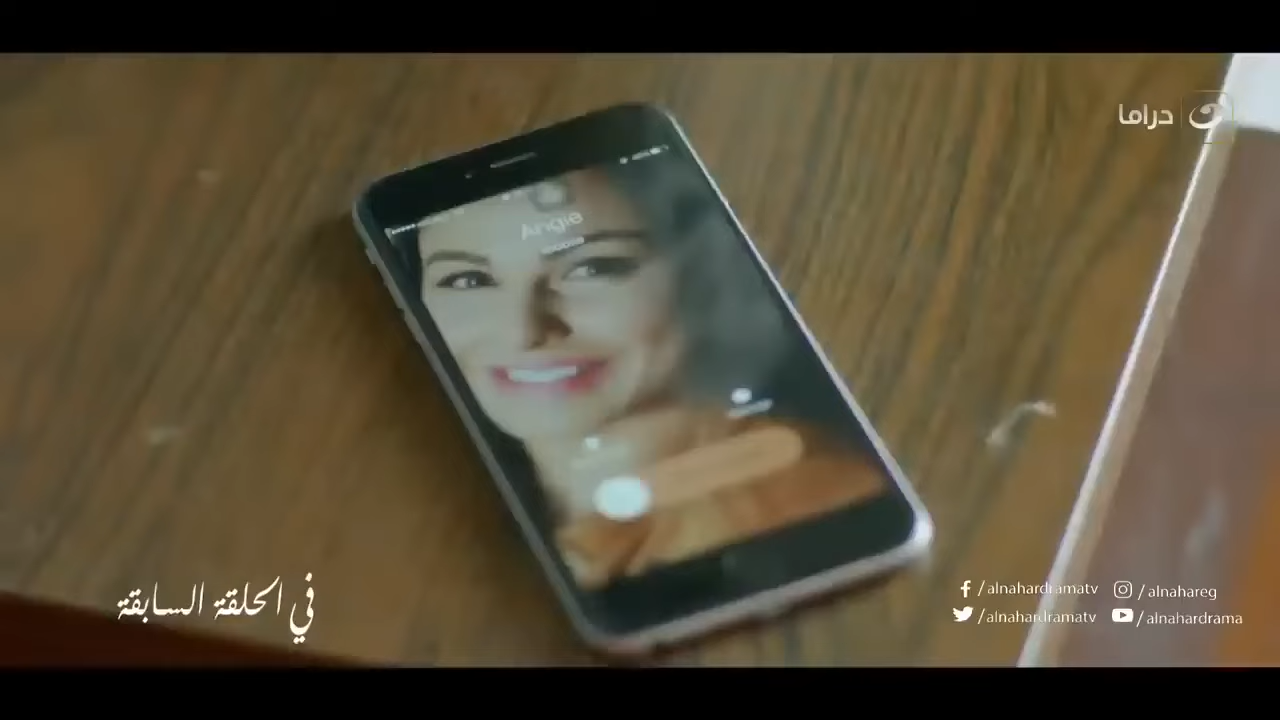 دراما
Angie
في الحلقة السابقة
/alnahardramatv
/alnahareg
/alnahardramatv
/alnahardrama